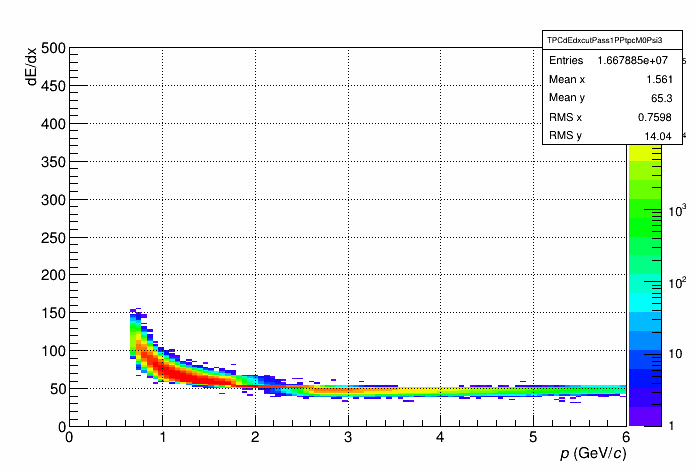 TPCdEdxcutPass1PPtpcM0Psi3
Entries 1.667885e+07
Mean x 1.561
Mean y 65.3
RMS x 0.7598
RMS y 14.04
dE/dx
500
450
400
350
300
250
200
150
100
50
0
0 1 2 3 4 5 6
p (GeV/c)
10³
10²
10
1